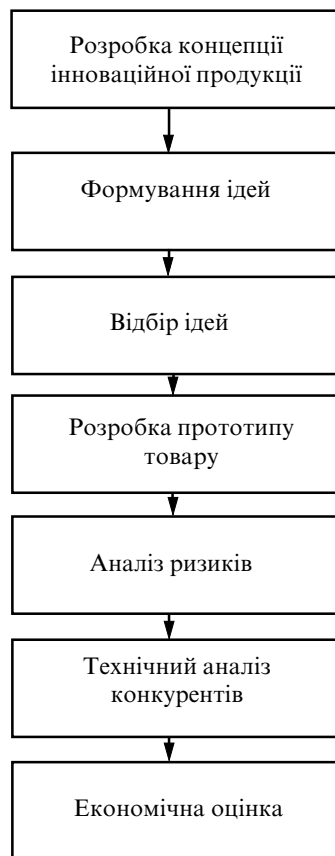 Розробка концепції
інноваційної продукції
Формування ідей
Відбір ідей
Розробка прототипу
товару
Аналіз ризиків
Технічний аналіз
конкурентів
Економічна оцінка